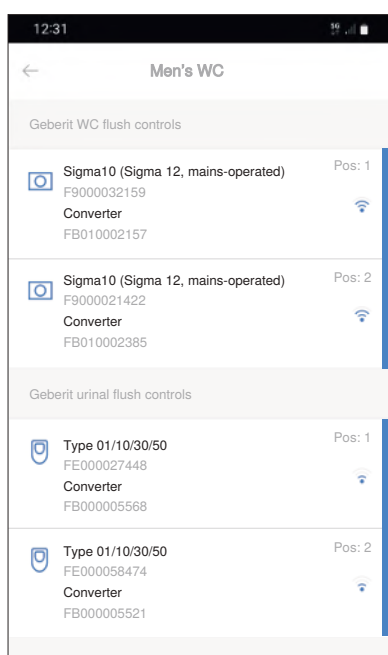 12:31
5G
Men's WC
Geberit WC flush controls
Sigma10 (Sigma 12, mains-operated)
Pos: 1
F9000032159
Converter
FB010002157
Sigma10 (Sigma 12, mains-operated)
Pos: 2
F9000021422
Converter
FB010002385
Geberit urinal flush controls
Type 01/10/30/50
Pos: 1
FE000027448
Converter
FB000005568
Type 01/10/30/50
Pos: 2
FE000058474
Converter
FB000005521